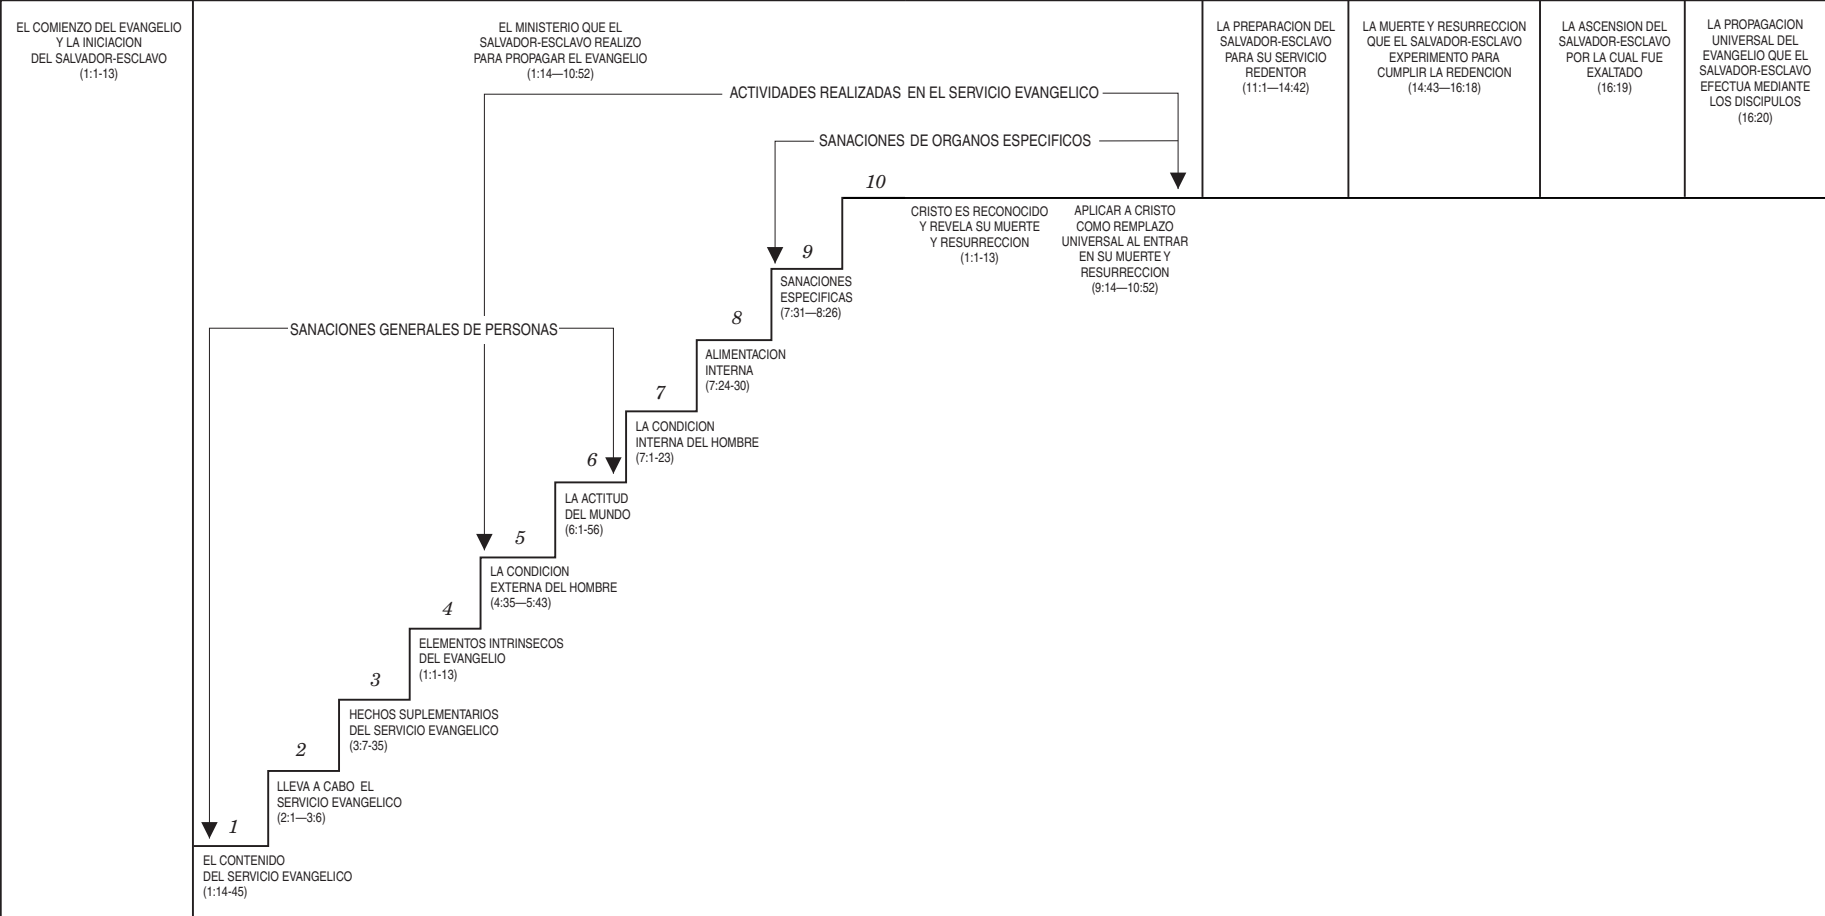 EL COMIENZO DEL EVANGELIO
Y LA INICIACION
DEL SALVADOR-ESCLAVO
(1:1-13)
EL MINISTERIO QUE EL
SALVADOR-ESCLAVO REALIZO
PARA PROPAGAR EL EVANGELIO
(1:14—10:52)
LA PREPARACION DEL
SALVADOR-ESCLAVO
PARA SU SERVICIO
REDENTOR
(11:1—14:42)
LA MUERTE Y RESURRECCION
QUE EL SALVADOR-ESCLAVO
EXPERIMENTO PARA
CUMPLIR LA REDENCION
(14:43—16:18)
LA ASCENSION DEL
SALVADOR-ESCLAVO
POR LA CUAL FUE
EXALTADO
(16:19)
LA PROPAGACION
UNIVERSAL DEL
EVANGELIO QUE EL
SALVADOR-ESCLAVO
EFECTUA MEDIANTE
LOS DISCIPULOS
(16:20)
ACTIVIDADES REALIZADAS EN EL SERVICIO EVANGELICO
SANACIONES DE ORGANOS ESPECIFICOS
SANACIONES GENERALES DE PERSONAS
10
CRISTO ES RECONOCIDO
Y REVELA SU MUERTE
Y RESURRECCION
(1:1-13)
APLICAR A CRISTO
COMO REMPLAZO
UNIVERSAL AL ENTRAR
EN SU MUERTE Y
RESURRECCION
(9:14—10:52)
9
SANACIONES
ESPECIFICAS
(7:31—8:26)
8
ALIMENTACION
INTERNA
(7:24-30)
7
LA CONDICION
INTERNA DEL HOMBRE
(7:1-23)
6
LA ACTITUD
DEL MUNDO
(6:1-56)
5
LA CONDICION
EXTERNA DEL HOMBRE
(4:35—5:43)
4
ELEMENTOS INTRINSECOS
DEL EVANGELIO
(1:1-13)
3
HECHOS SUPLEMENTARIOS
DEL SERVICIO EVANGELICO
(3:7-35)
2
LLEVA A CABO EL
SERVICIO EVANGELICO
(2:1—3:6)
1
EL CONTENIDO
DEL SERVICIO EVANGELICO
(1:14-45)